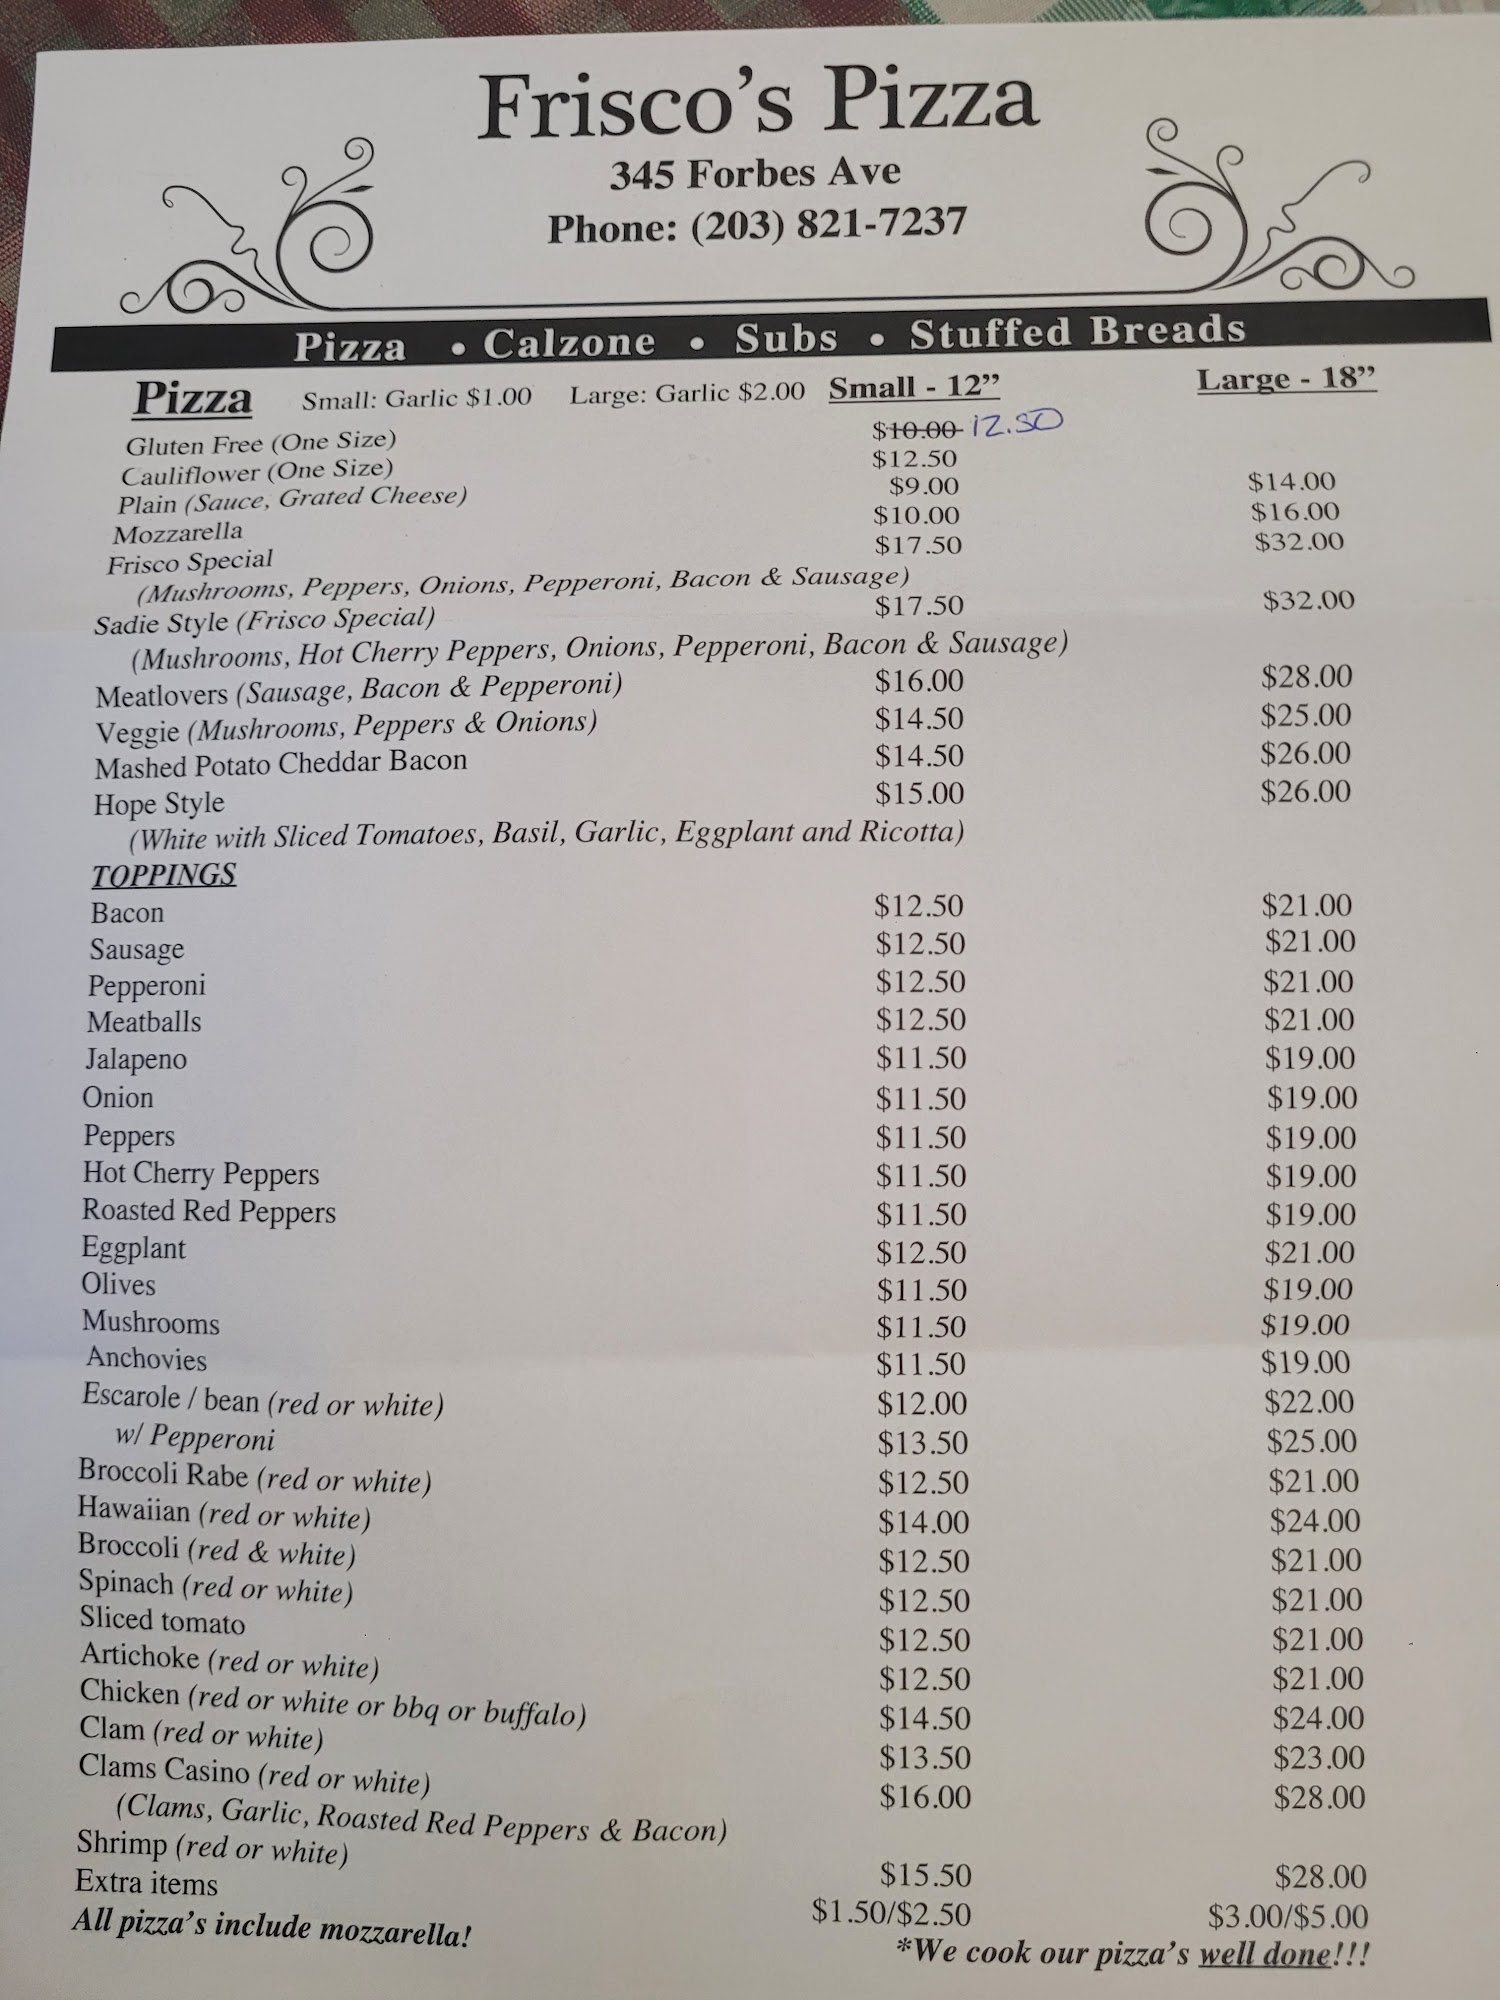 Frisco's Pizza
345 Forbes Ave
Phone: (203) 821-7237
Pizza • Calzone • Subs • Stuffed Breads
Pizza Small: Garlic $1.00 Large: Garlic $2.00 Small - 12” Large - 18”
Gluten Free (One Size) $10.00 12.50
Cauliflower (One Size) $12.50
Plain (Sauce, Grated Cheese) $9.00 $14.00
Mozzarella $10.00 $16.00
Frisco Special $17.50 $32.00
(Mushrooms, Peppers, Onions, Pepperoni, Bacon & Sausage)
Sadie Style (Frisco Special) $17.50 $32.00
(Mushrooms, Hot Cherry Peppers, Onions, Pepperoni, Bacon & Sausage)
Meatlovers (Sausage, Bacon & Pepperoni) $16.00 $28.00
Veggie (Mushrooms, Peppers & Onions) $14.50 $25.00
Mashed Potato Cheddar Bacon $14.50 $26.00
Hope Style $15.00 $26.00
(White with Sliced Tomatoes, Basil, Garlic, Eggplant and Ricotta)
TOPPINGS
Bacon $12.50 $21.00
Sausage $12.50 $21.00
Pepperoni $12.50 $21.00
Meatballs $12.50 $21.00
Jalapeno $11.50 $19.00
Onion $11.50 $19.00
Peppers $11.50 $19.00
Hot Cherry Peppers $11.50 $19.00
Roasted Red Peppers $11.50 $19.00
Eggplant $12.50 $21.00
Olives $11.50 $19.00
Mushrooms $11.50 $19.00
Anchovies $11.50 $19.00
Escarole / bean (red or white) $12.00 $22.00
w/ Pepperoni $13.50 $25.00
Broccoli Rabe (red or white) $12.50 $21.00
Hawaiian (red or white) $14.00 $24.00
Broccoli (red & white) $12.50 $21.00
Spinach (red or white) $12.50 $21.00
Sliced tomato $12.50 $21.00
Artichoke (red or white) $12.50 $21.00
Chicken (red or white or bbq or buffalo) $14.50 $24.00
Clam (red or white) $13.50 $23.00
Clams Casino (red or white) $16.00 $28.00
(Clams, Garlic, Roasted Red Peppers & Bacon)
Shrimp (red or white) $15.50 $28.00
Extra items $1.50/$2.50 $3.00/$5.00
All pizza's include mozzarella! *We cook our pizza's well done!!!